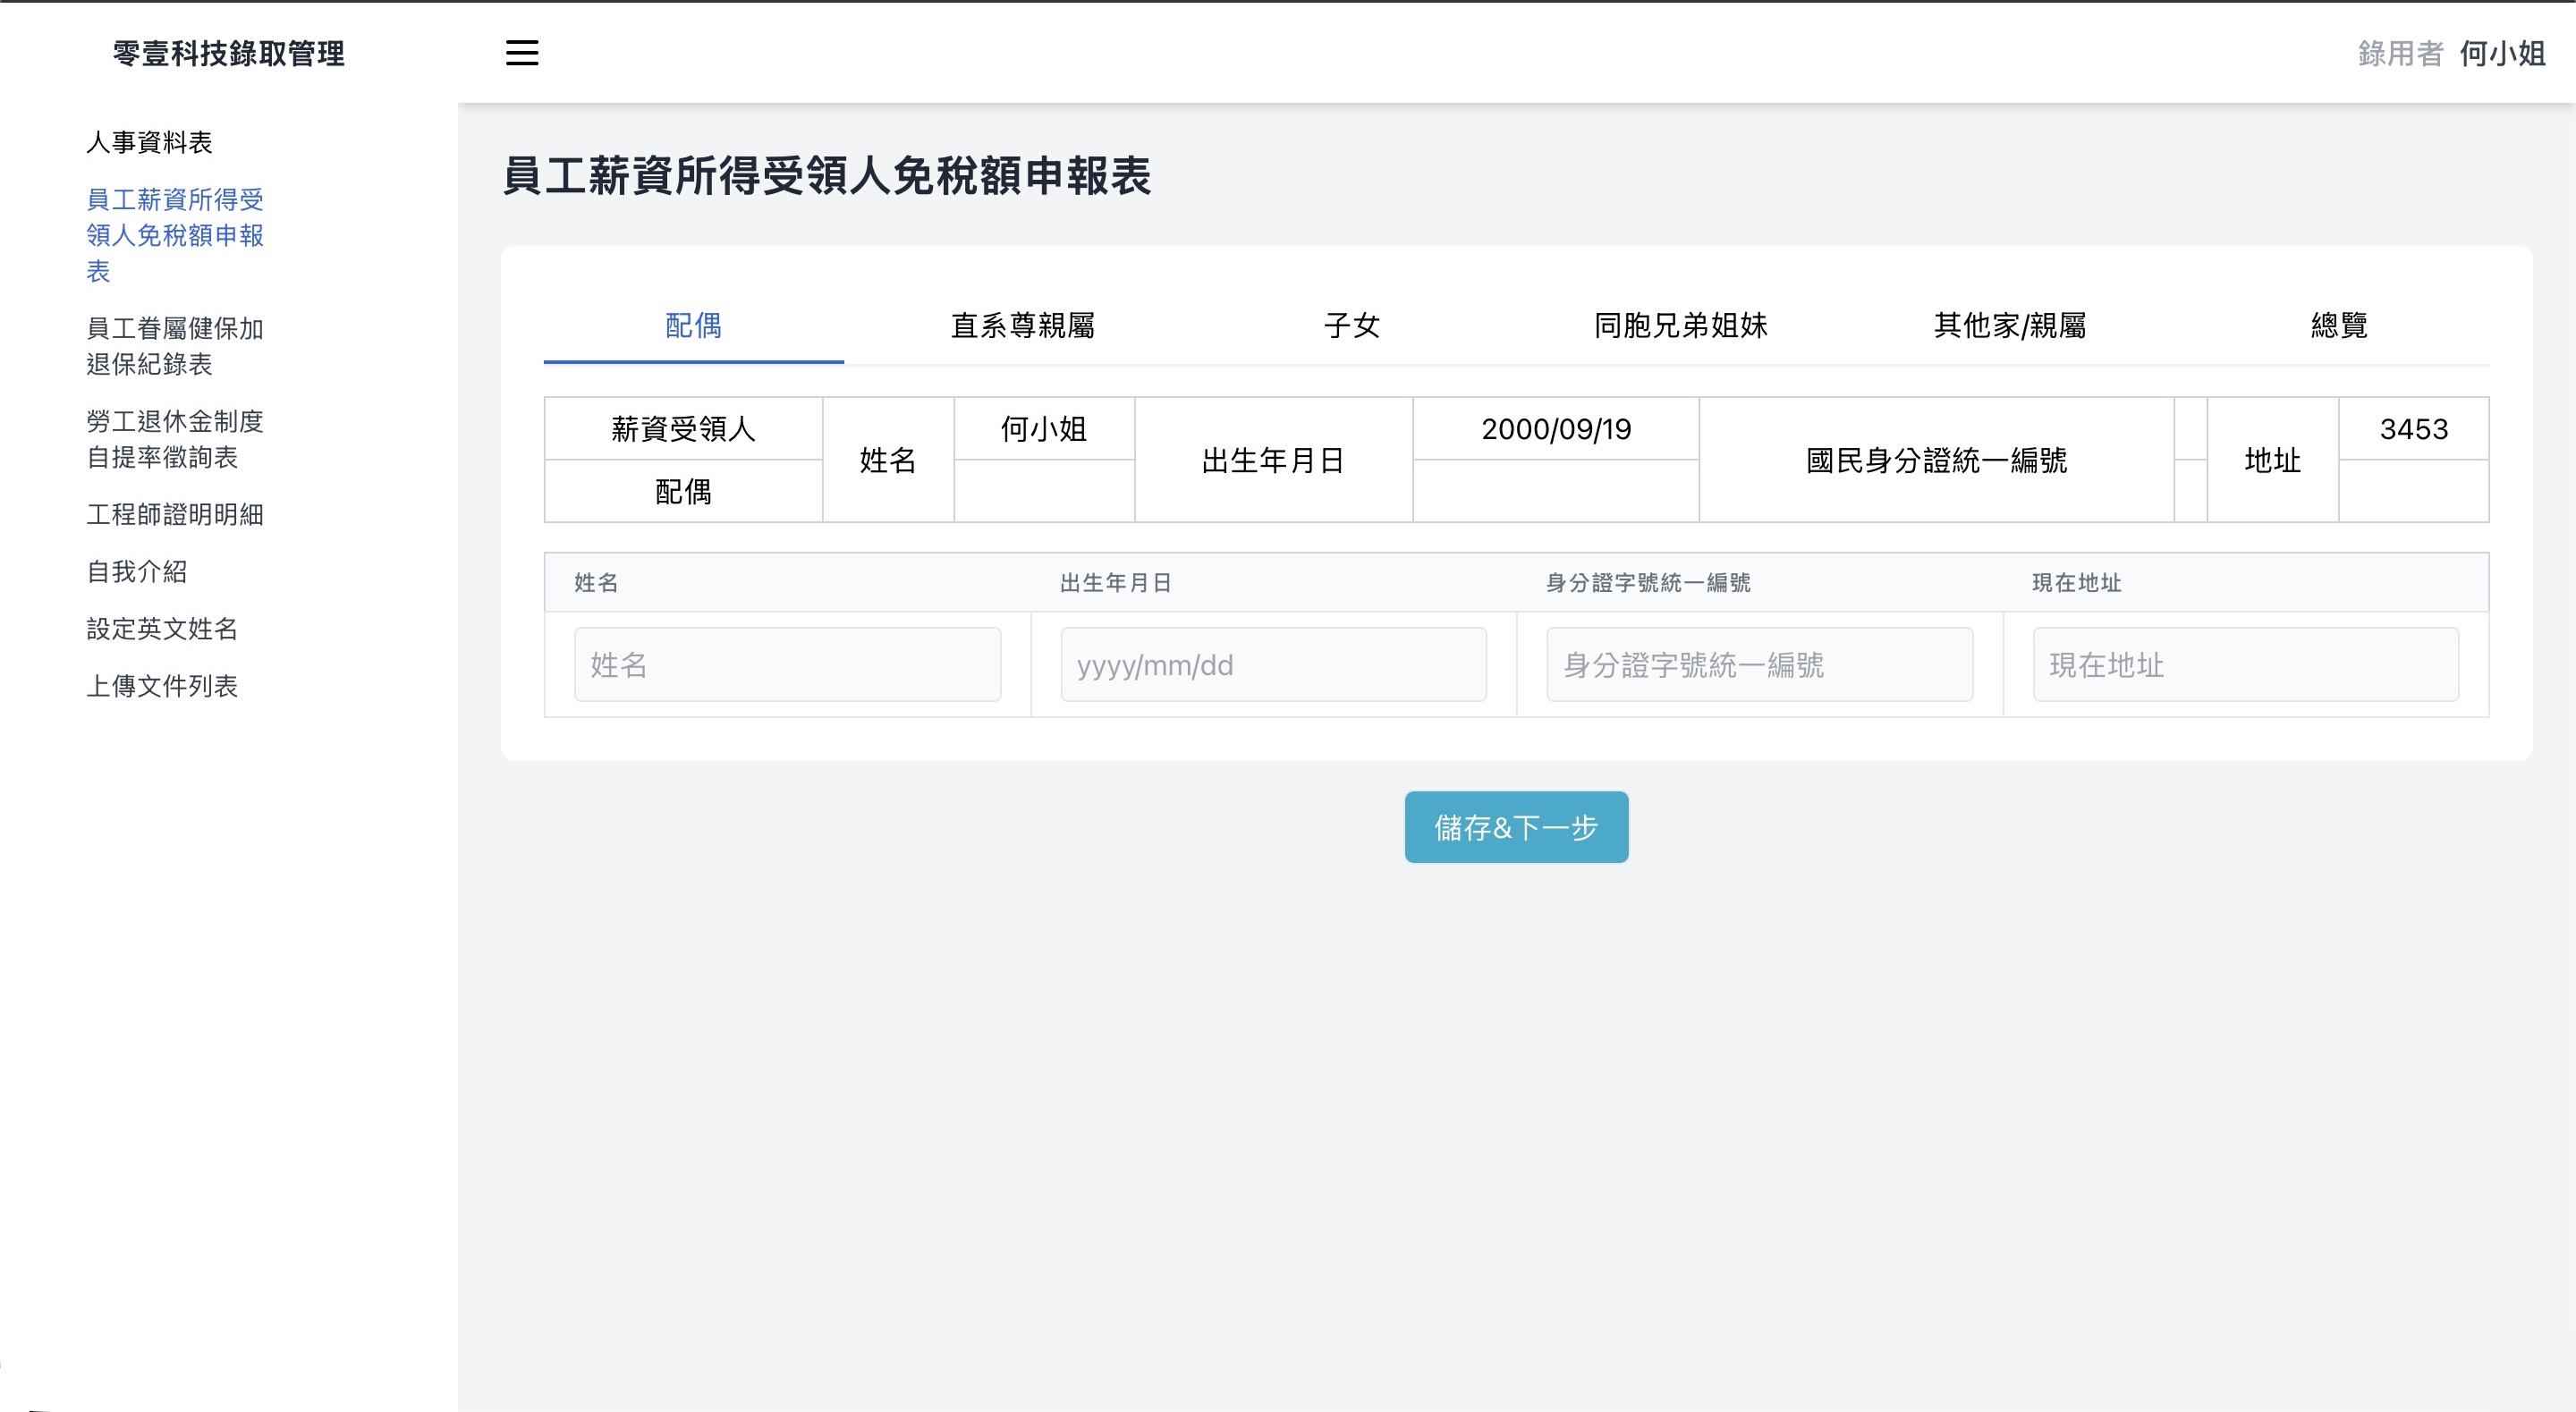 零壹科技錄取管理
錄用者 何小姐
人事資料表
員工薪資所得受
領人免稅額申報
表
員工眷屬健保加
退保紀錄表
勞工退休金制度
自提率徵詢表
工程師證明明細
自我介紹
設定英文姓名
上傳文件列表
員工薪資所得受領人免稅額申報表
配偶 直系尊親屬 子女 同胞兄弟姐妹 其他家/親屬 總覽
薪資受領人 姓名 何小姐 出生年月日 2000/09/19 國民身分證統一編號 地址 3453
配偶
姓名 出生年月日 身分證字號統一編號 現在地址
姓名 yyyy/mm/dd 身分證字號統一編號 現在地址
儲存&下一步